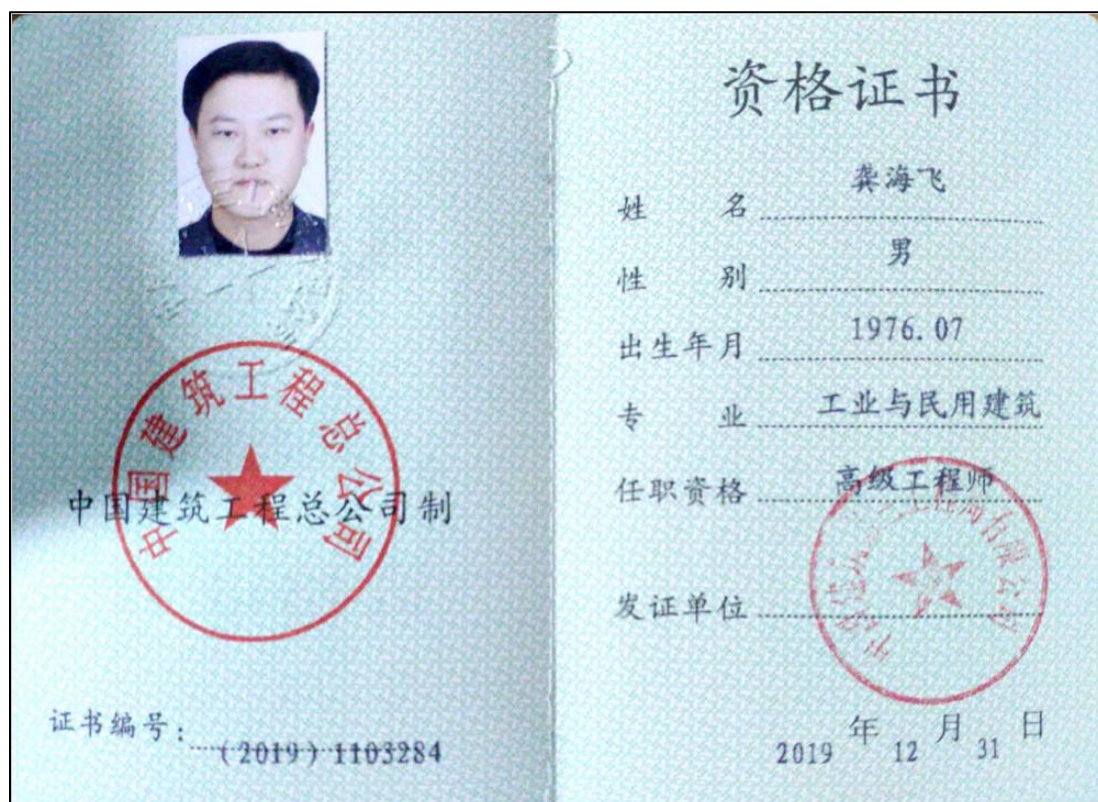 中国建筑工程总公司
中国建筑工程总公司制
证书编号：（2019）1103284
资格证书
姓 名 龚海飞
性 别 男
出生年月 1976.07
专 业 工业与民用建筑
任职资格 高级工程师
发证单位
2019 年 12 月 31 日